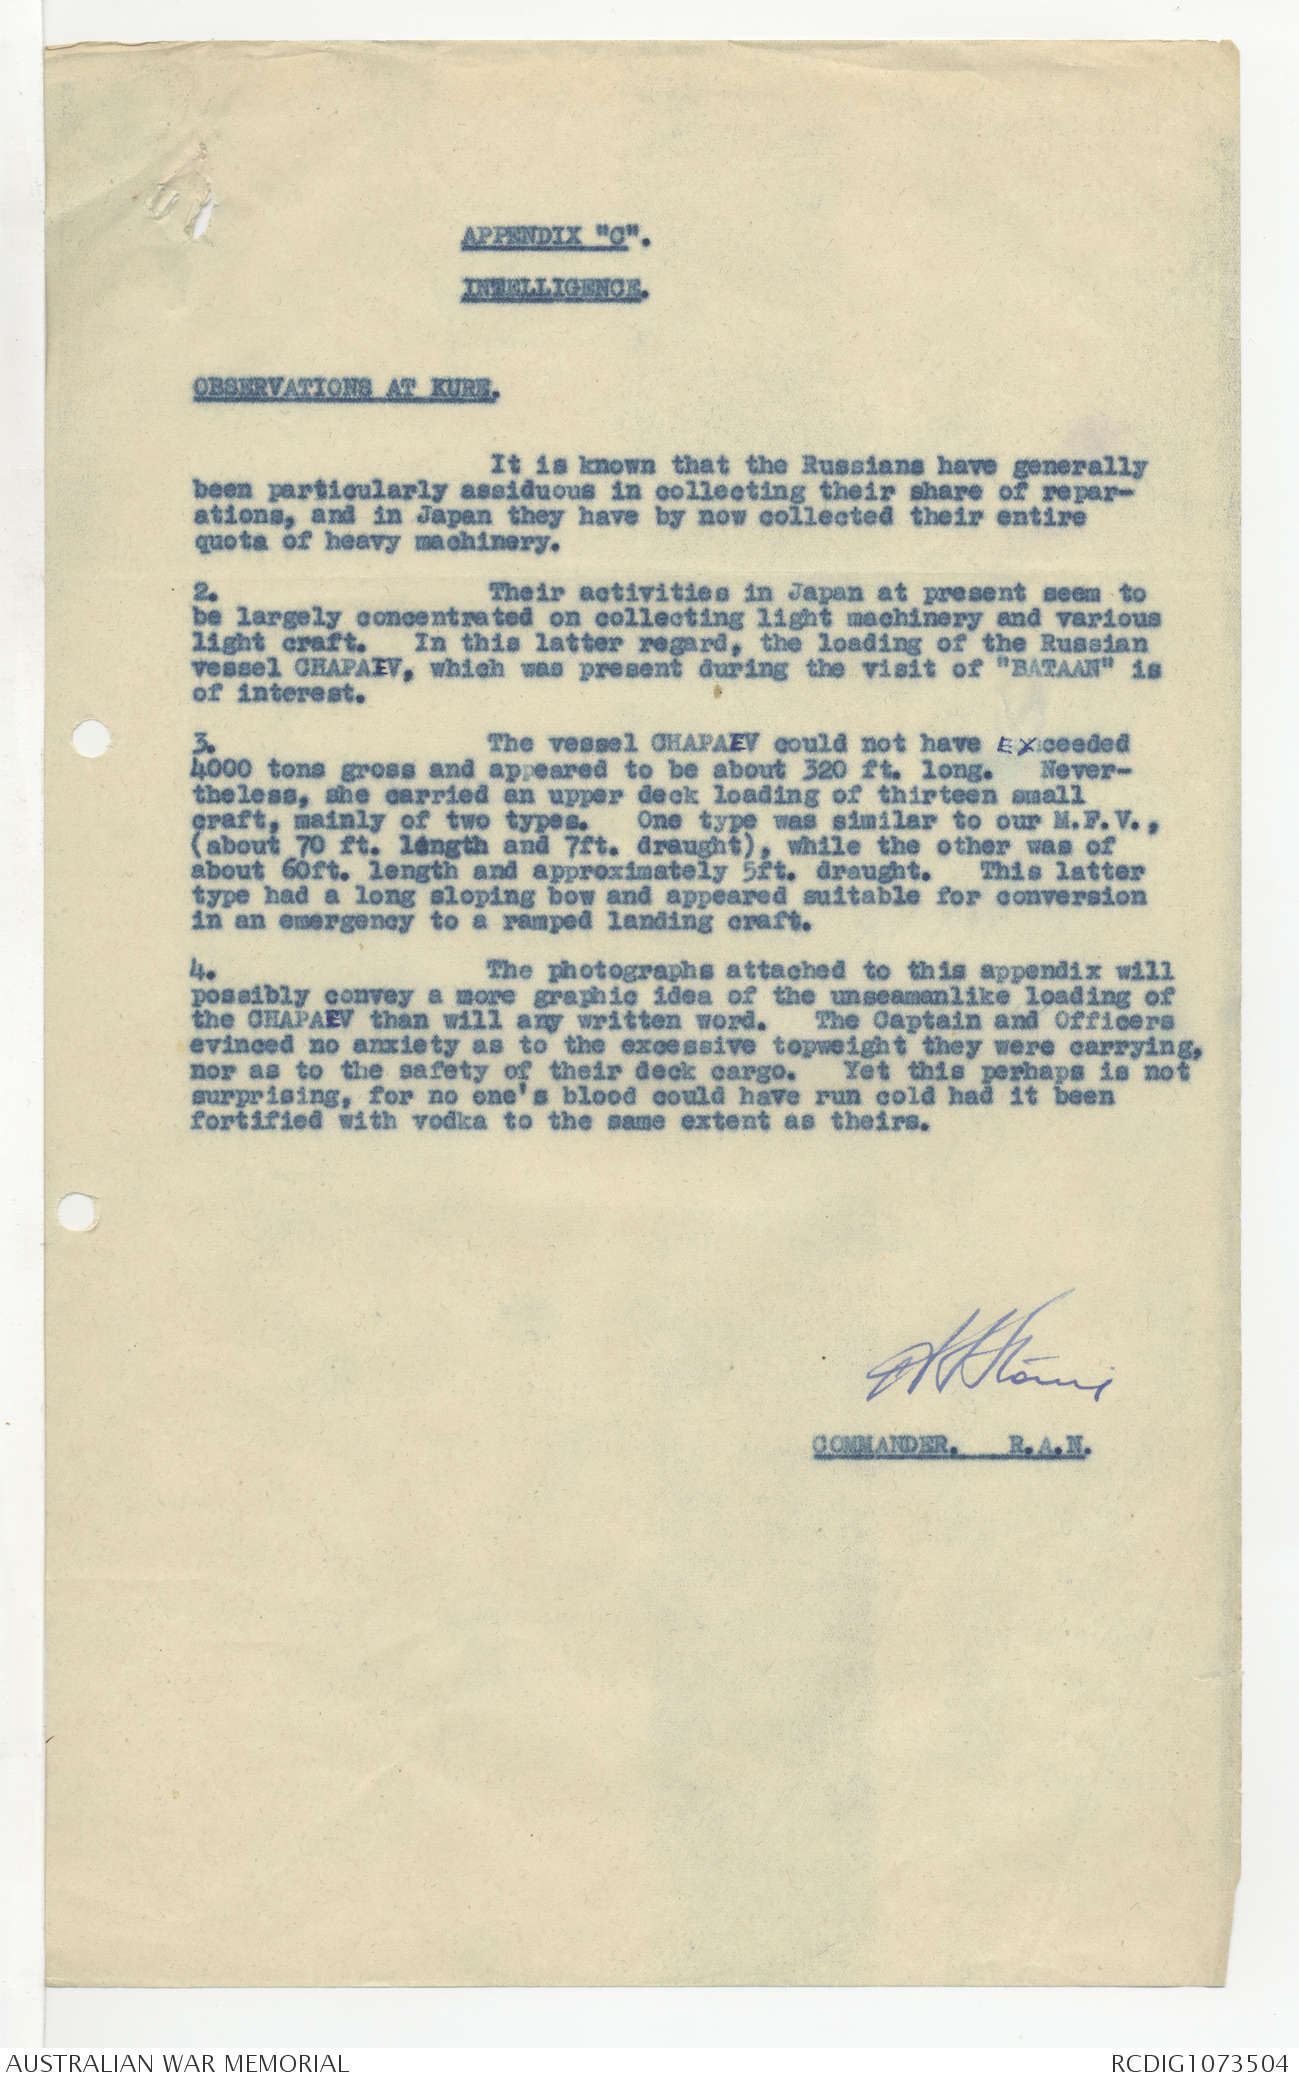 APPENDIX "C".
INTELLIGENCE.
OBSERVATIONS AT KURE.
It is known that the Russians have generally
been particularly assiduous in collecting their share of repar-
ations, and in Japan they have by now collected their entire
quota of heavy machinery.
2. Their activities in Japan at present seem to
be largely concentrated on collecting light machinery and various
light craft. In this latter regard, the loading of the Russian
vessel CHAPAEV, which was present during the visit of "BATAAN" is
of interest.
3. The vessel CHAPAEV could not have EXceeded
4000 tons gross and appeared to be about 320 ft. long. Never-
theless, she carried an upper deck loading of thirteen small
craft, mainly of two types. One type was similar to our M.F.V.,
(about 70 ft. length and 7ft. draught), while the other was of
about 60ft. length and approximately 5ft. draught. This latter
type had a long sloping bow and appeared suitable for conversion
in an emergency to a ramped landing craft.
4. The photographs attached to this appendix will
possibly convey a more graphic idea of the unseamanlike loading of
the CHAPAEV than will any written word. The Captain and Officers
evinced no anxiety as to the excessive topweight they were carrying,
nor as to the safety of their deck cargo. Yet this perhaps is not
surprising, for no one's blood could have run cold had it been
fortified with vodka to the same extent as theirs.
COMMANDER. R.A.N.
AUSTRALIAN WAR MEMORIAL
RCDIG1073504